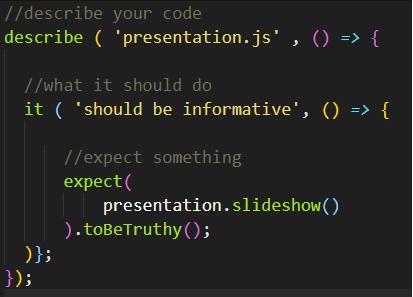 //describe your code
describe ( 'presentation.js' , () => {
//what it should do
it ( 'should be informative', () => {
//expect something
expect(
presentation.slideshow()
).toBeTruthy();
)};
});